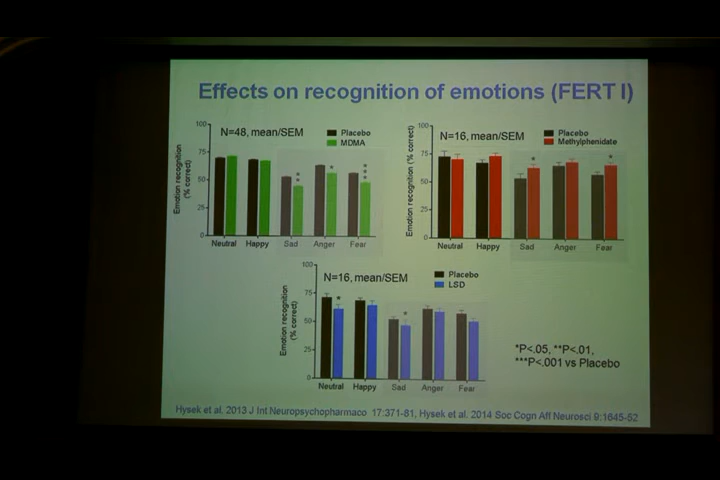 Effects on recognition of emotions (FERT I)
N=48, mean/SEM
Placebo
MDMA
Emotion recognition
(% correct)
100
75
50
25
0
** * ***
Neutral Happy Sad Anger Fear
N=16, mean/SEM
Placebo
Methylphenidate
Emotion recognition (% correct)
100
75
50
25
0
* *
Neutral Happy Sad Anger Fear
N=16, mean/SEM
Placebo
LSD
Emotion recognition
(% correct)
100
75
50
25
0
* *
Neutral Happy Sad Anger Fear
*P<.05, **P<.01,
***P<.001 vs Placebo
Hysek et al. 2013 J Int Neuropsychopharmaco 17:371-81, Hysek et al. 2014 Soc Cogn Aff Neurosci 9:1645-52